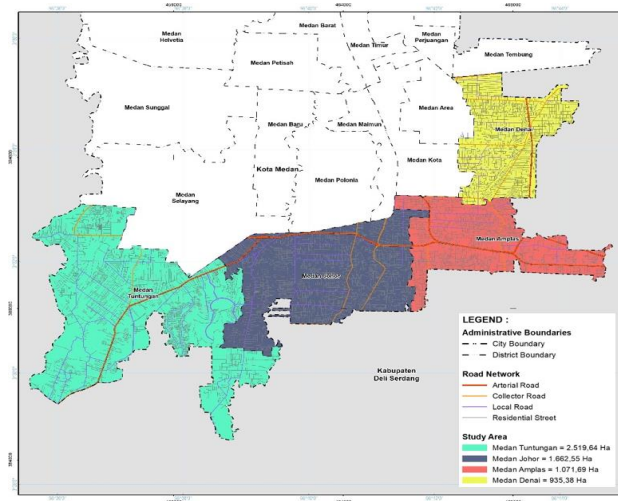 Medan
Helvetia
Medan Barat
Medan Timur
Medan
Perjuangan
Medan Tembung
Medan Petisah
Medan Sunggal
Medan Baru
Medan Maimun
Medan Area
Medan Denai
Kota Medan
Medan Polonia
Medan Kota
Medan
Selayang
Medan Amplas
Medan Johor
Medan
Tuntungan
Kabupaten
Deli Serdang
LEGEND :
Administrative Boundaries
City Boundary
District Boundary
Road Network
Arterial Road
Collector Road
Local Road
Residential Street
Study Area
Medan Tuntungan = 2.519,64 Ha
Medan Johor = 1.662,55 Ha
Medan Amplas = 1.071,69 Ha
Medan Denai = 935,38 Ha